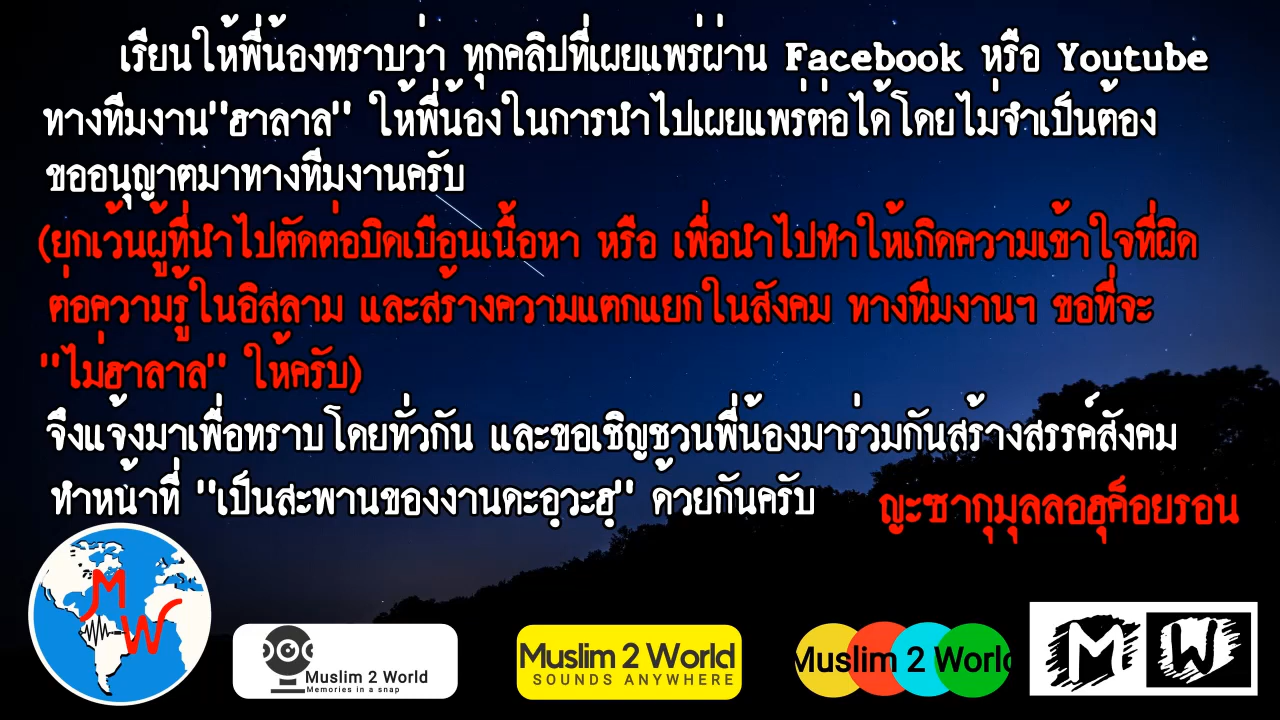 เรียนให้พี่น้องทราบว่า ทุกคลิปที่เผยแพร่ผ่าน Facebook หรือ Youtube
ทางทีมงาน"ฮาลาล" ให้พี่น้องในการนำไปเผยแพร่ต่อได้โดยไม่จำเป็นต้อง
ขออนุญาตมาทางทีมงานครับ
(ยกเว้นผู้ที่นำไปตัดต่อบิดเบือนเนื้อหา หรือ เพื่อนำไปทำให้เกิดความเข้าใจที่ผิด
ต่อความรู้ในอิสลาม และสร้างความแตกแยกในสังคม ทางทีมงานฯ ขอที่จะ
"ไม่ฮาลาล" ให้ครับ)
จึงแจ้งมาเพื่อทราบโดยทั่วกัน และขอเชิญชวนพี่น้องมาร่วมกันสร้างสรรค์สังคม
ทำหน้าที่ "เป็นสะพานของงานดะอฺวะฮฺ" ด้วยกันครับ
ญะซากุมุลลอฮุค็อยรอน
MW
Muslim 2 World
Memories in a snap
Muslim 2 World
SOUNDS ANYWHERE
Muslim 2 World
M W